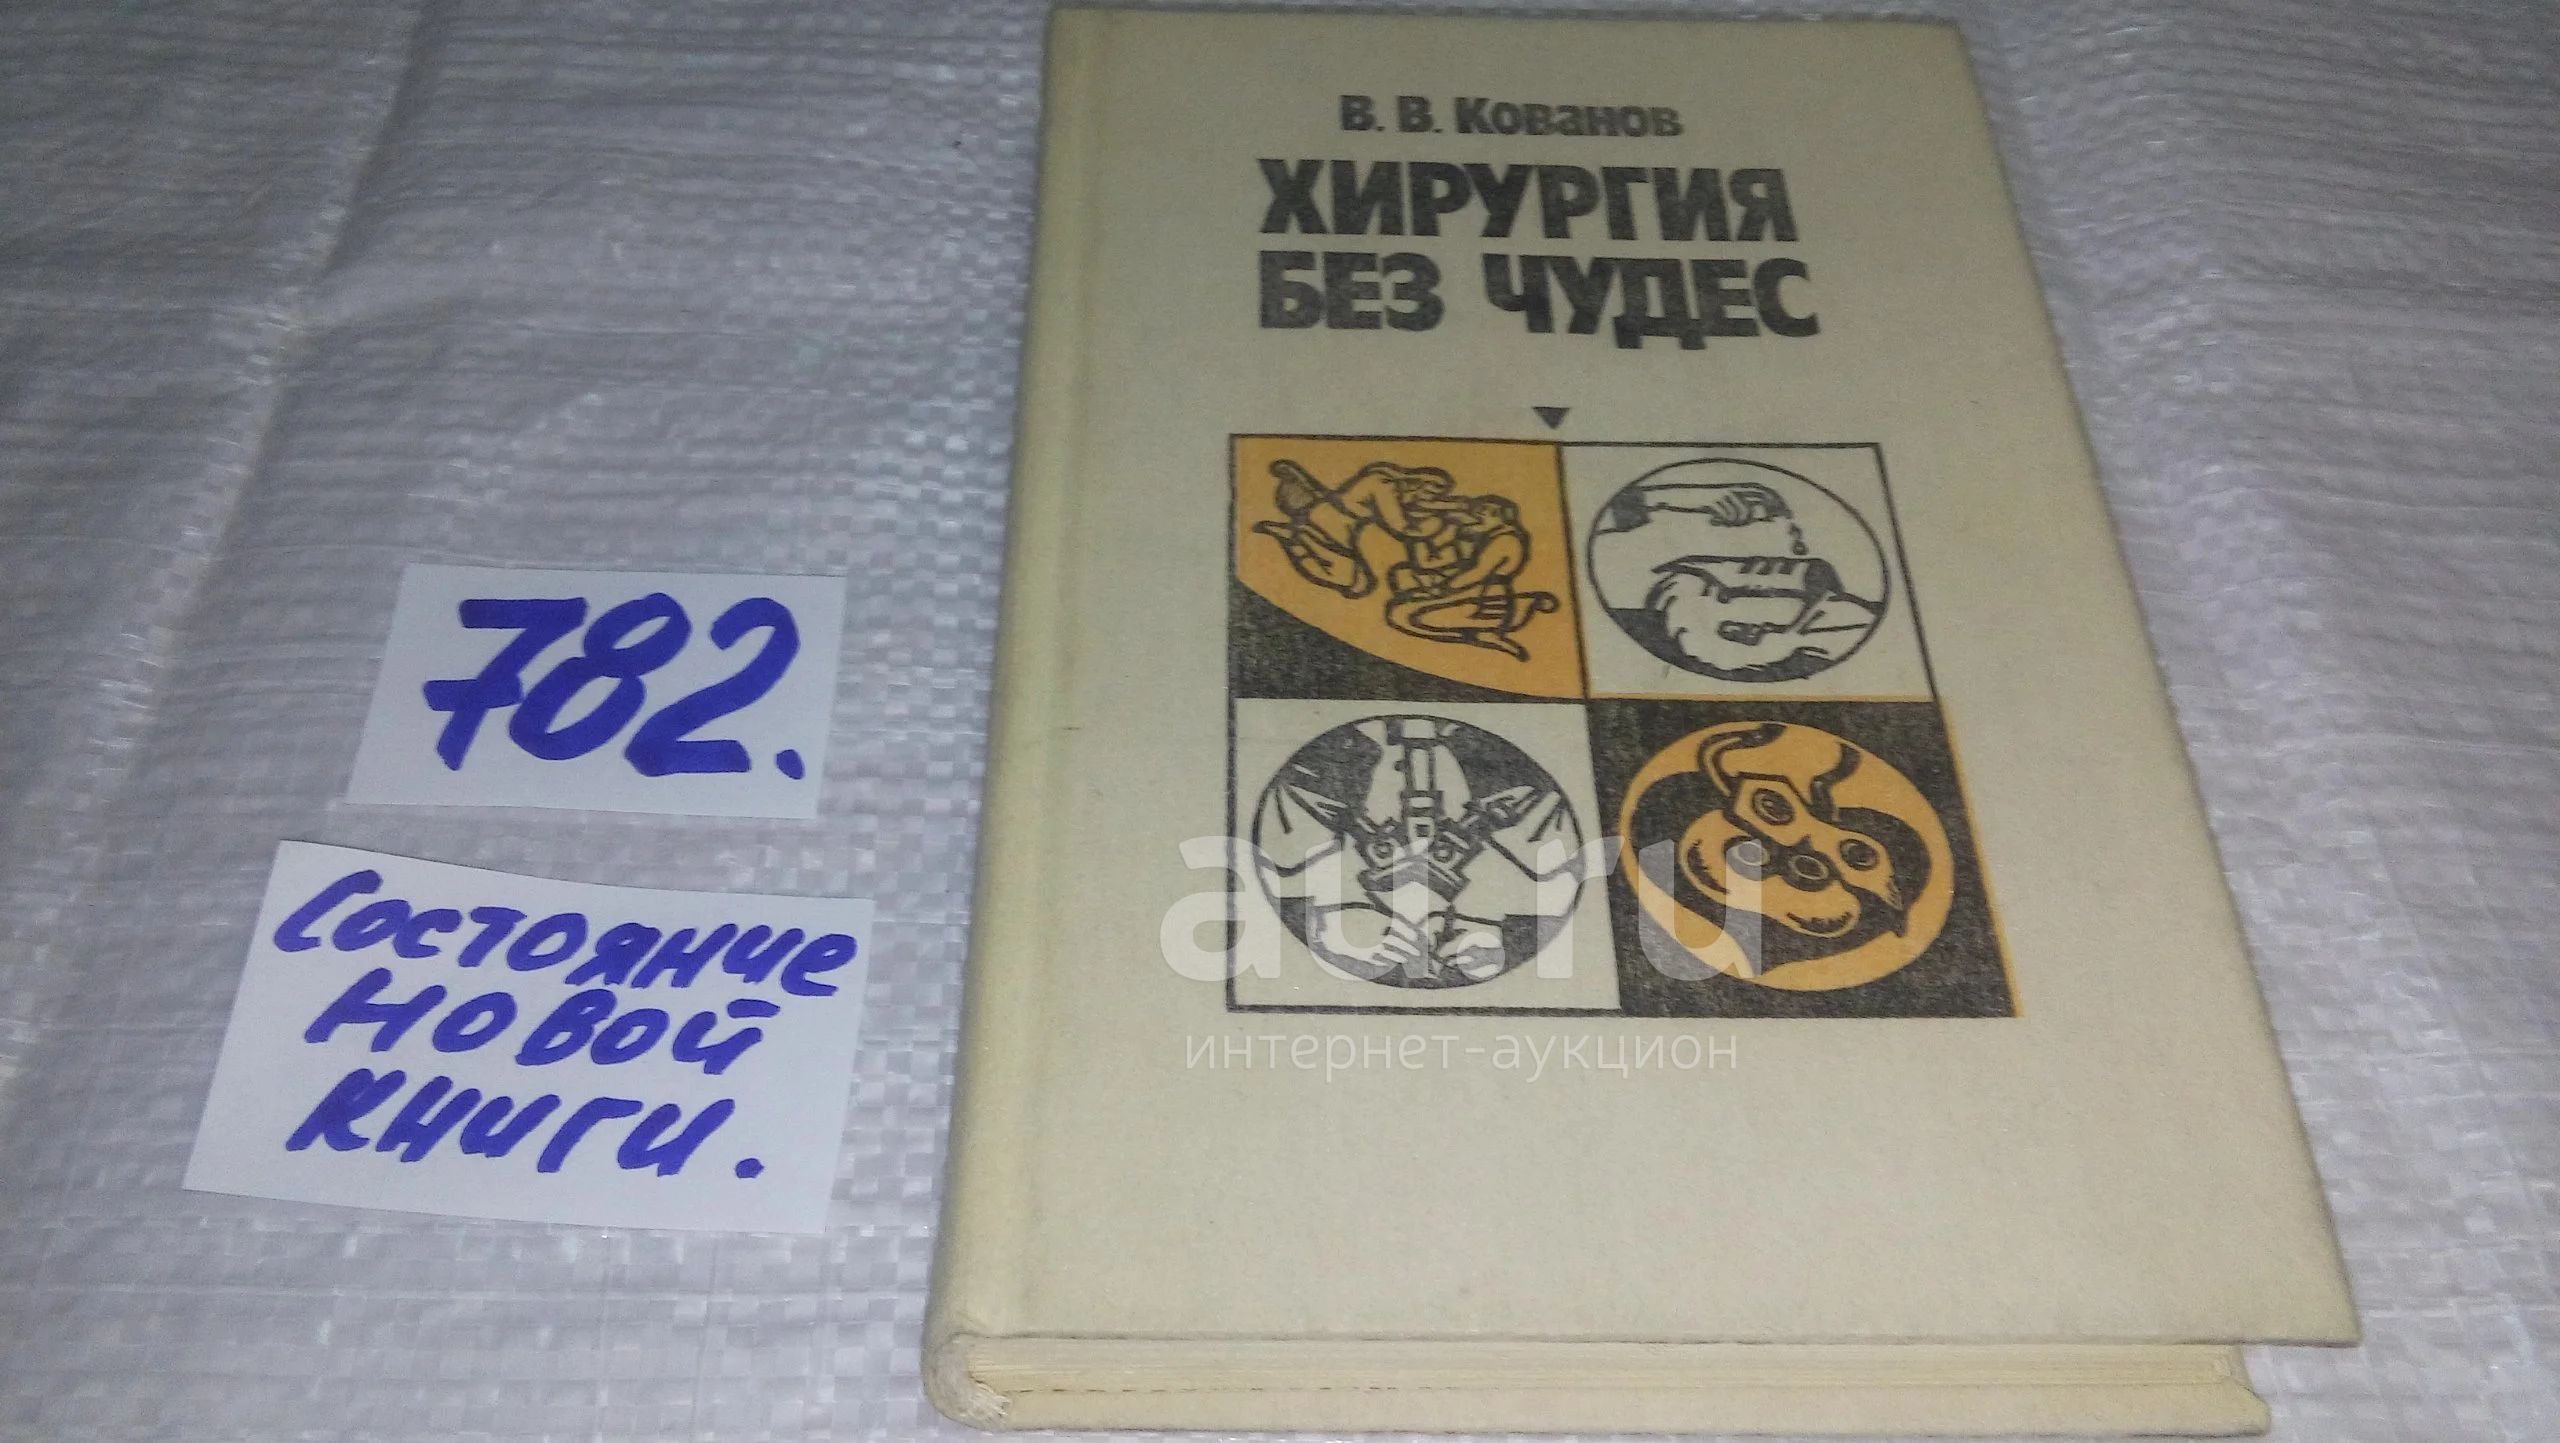 В. В. Кованов
ХИРУРГИЯ
БЕЗ ЧУДЕС
782.
Состояние
новой
книги.
au.ru
интернет-аукцион